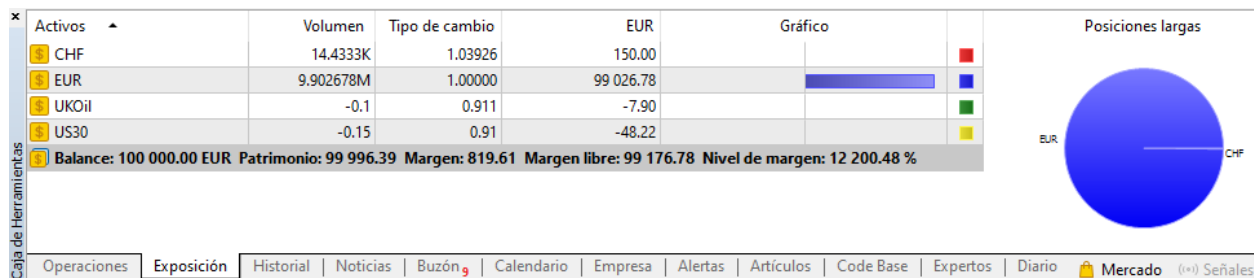 Activos Volumen Tipo de cambio EUR Gráfico Posiciones largas
CHF 14.4333K 1.03926 150.00
EUR 9.902678M 1.00000 99 026.78
UKOil -0.1 0.911 -7.90
US30 -0.15 0.91 -48.22
Balance: 100 000.00 EUR Patrimonio: 99 996.39 Margen: 819.61 Margen libre: 99 176.78 Nivel de margen: 12 200.48 %
EUR
CHF
Caja de Herramientas
Operaciones Exposición Historial Noticias Buzón 9 Calendario Empresa Alertas Artículos Code Base Expertos Diario Mercado Señales